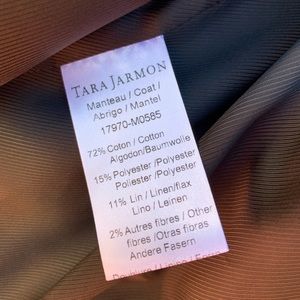 TARA JARMON
Manteau / Coat /
Abrigo / Mantel
17970-M0585
72% Coton / Cotton
Algodon/Baumwolle
15% Polyester /Polyester
Poliester /Polyester
11% Lin / Linen/flax
Lino / Leinen
2% Autres fibres / Other
fibres /Otras fibras
Andere Fasern